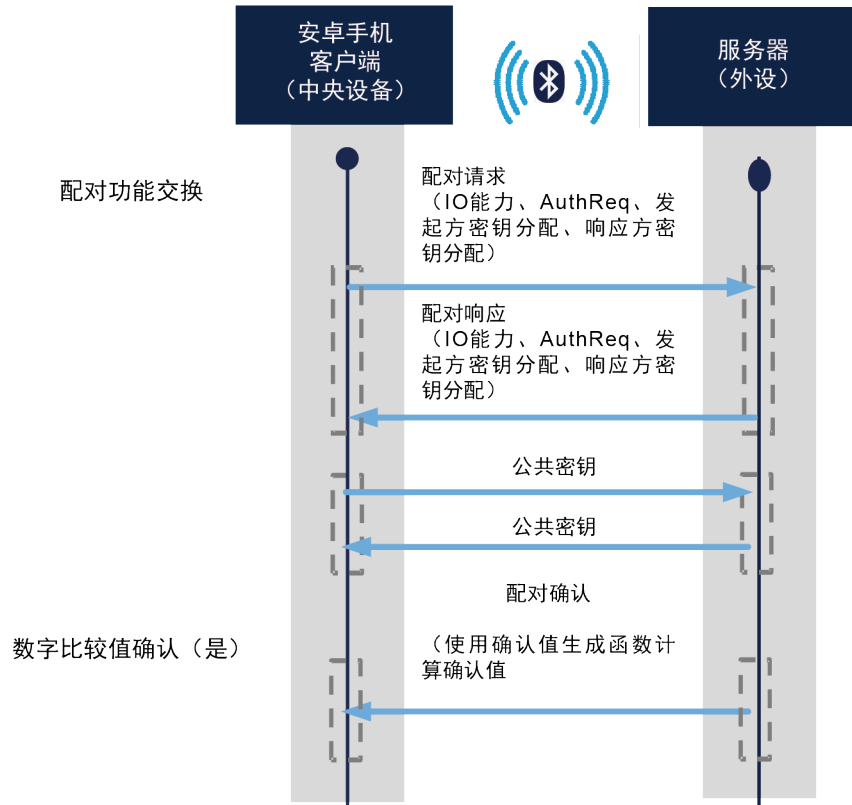 安卓手机
客户端
（中央设备）
服务器
（外设）
配对功能交换
配对请求
（IO能力、AuthReq、发
起方密钥分配、响应方密
钥分配）
配对响应
（IO能力、AuthReq、发
起方密钥分配、响应方密
钥分配）
公共密钥
公共密钥
配对确认
数字比较值确认（是）
（使用确认值生成函数计
算确认值